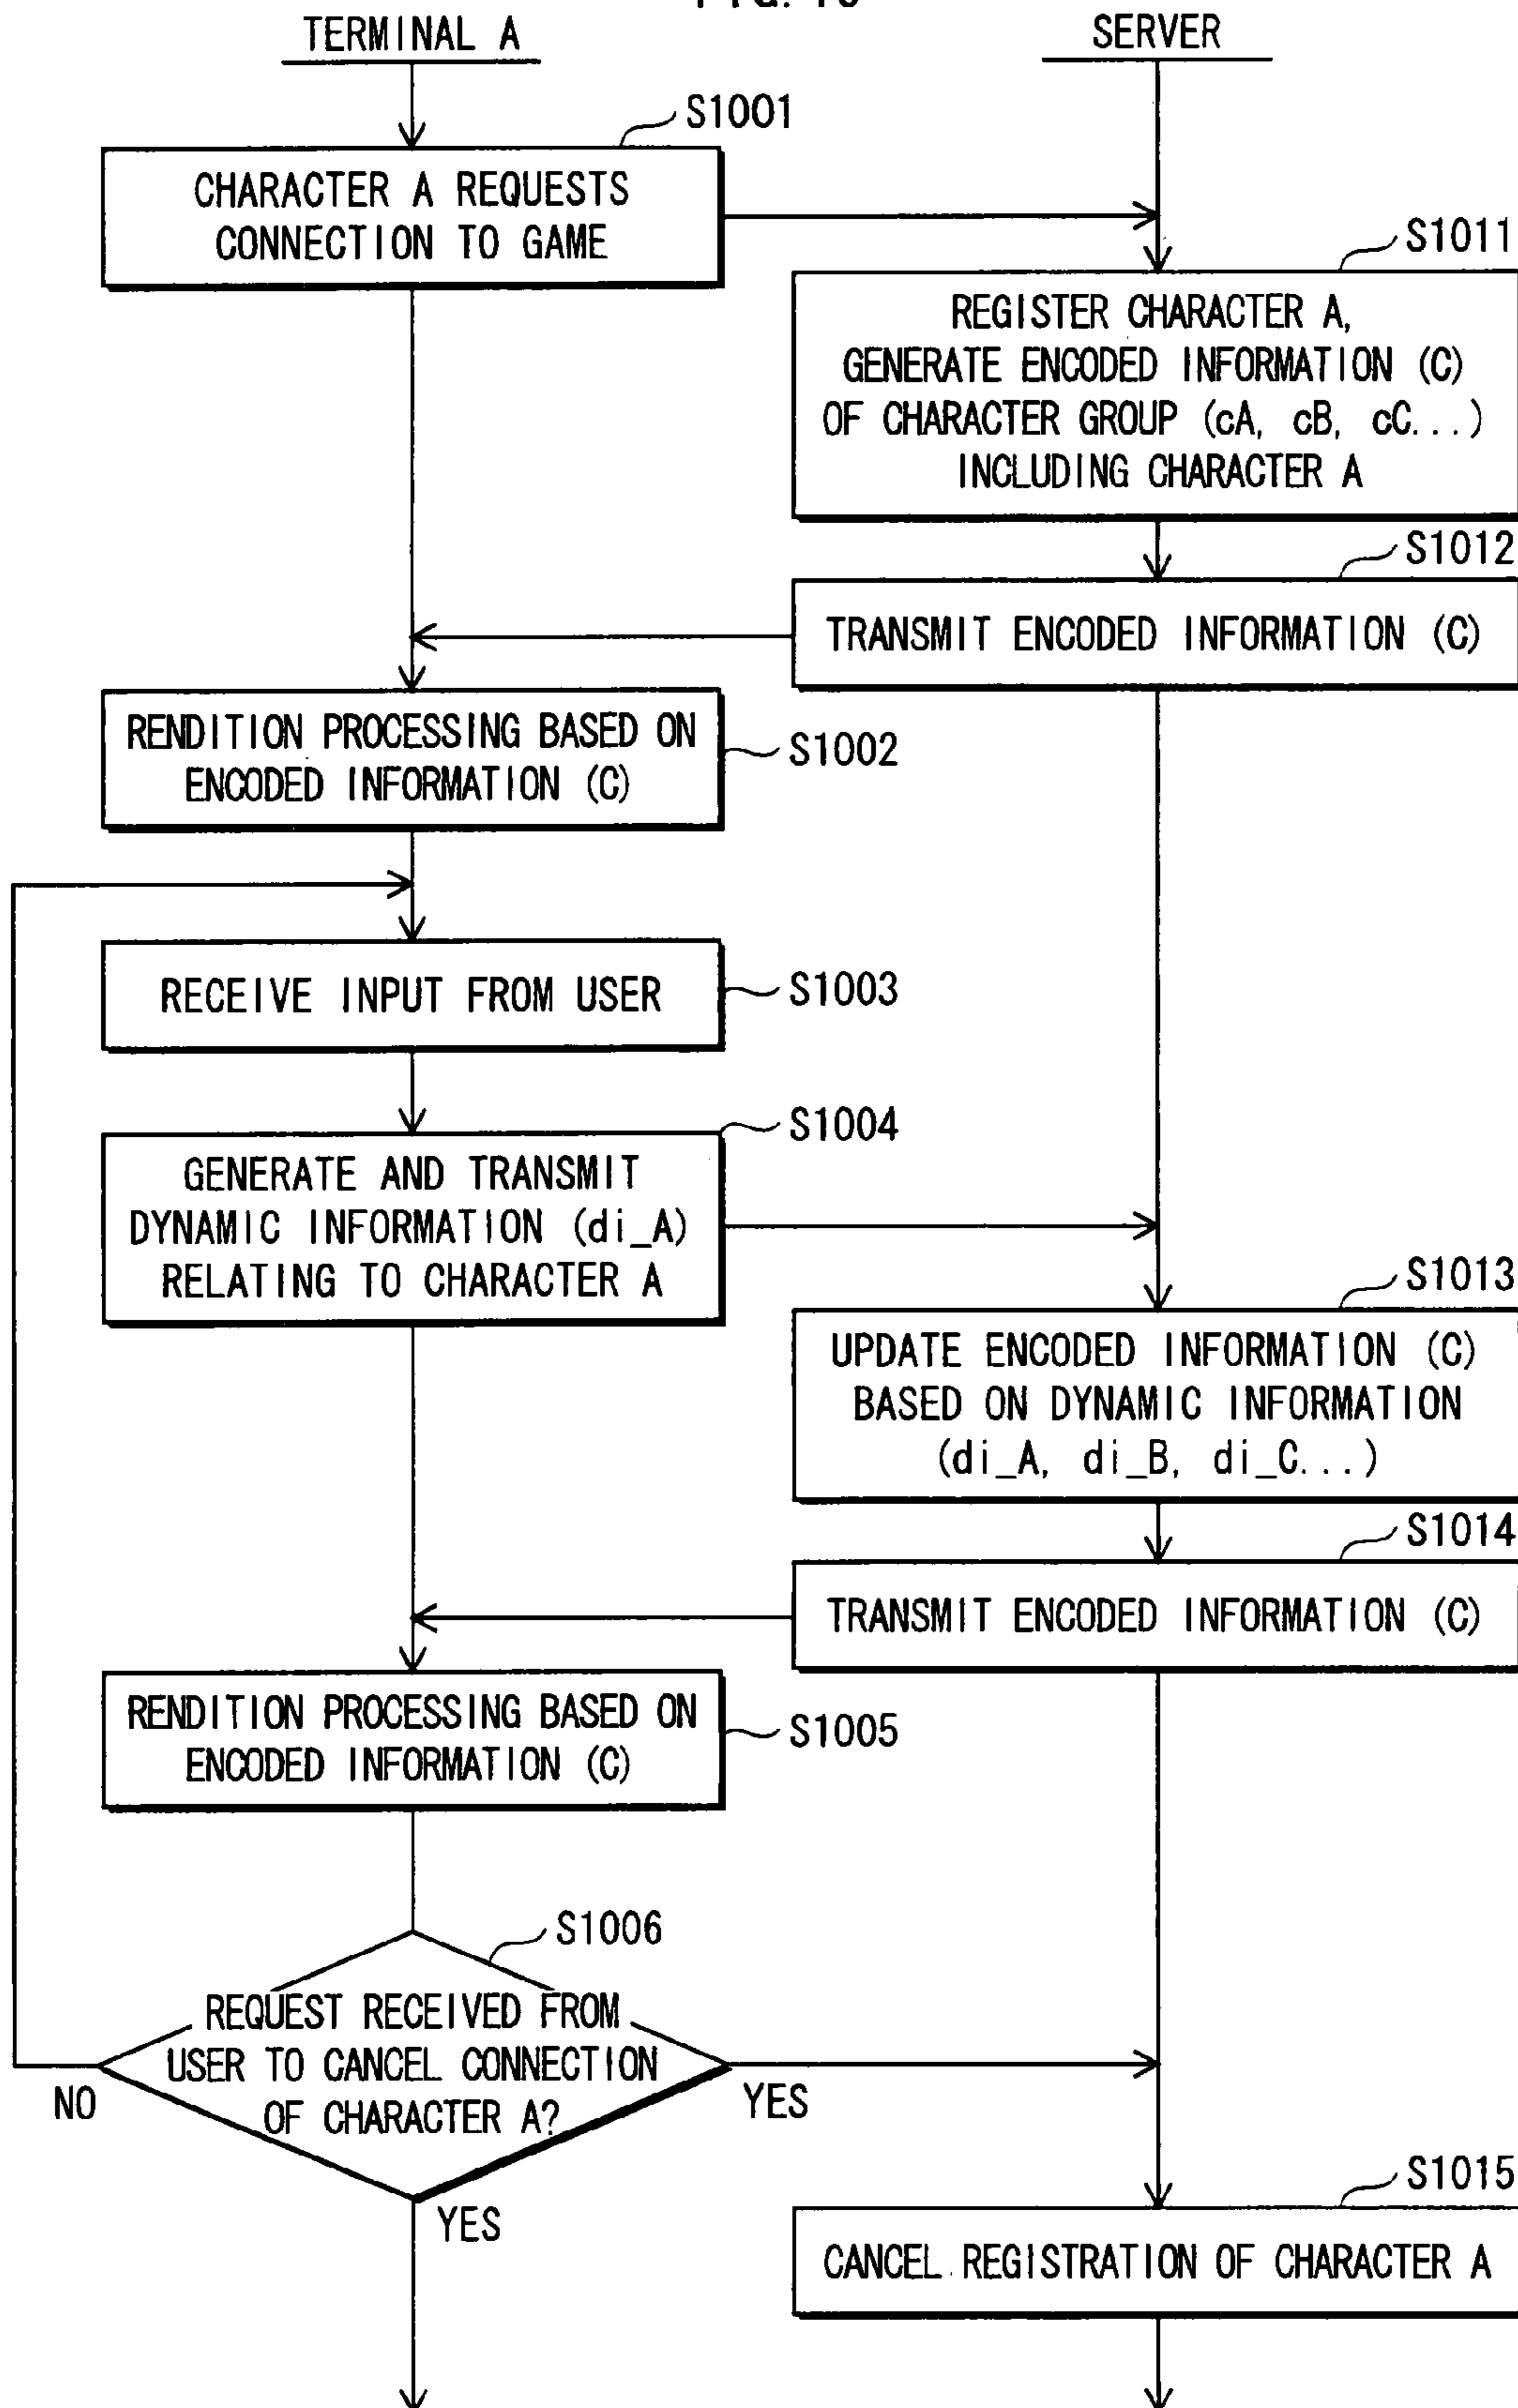 TERMINAL A
SERVER
S1001
CHARACTER A REQUESTS
CONNECTION TO GAME
S1011
REGISTER CHARACTER A,
GENERATE ENCODED INFORMATION (C)
OF CHARACTER GROUP (cA, cB, cC...)
INCLUDING CHARACTER A
S1012
TRANSMIT ENCODED INFORMATION (C)
RENDITION PROCESSING BASED ON
ENCODED INFORMATION (C)
S1002
RECEIVE INPUT FROM USER
S1003
S1004
GENERATE AND TRANSMIT
DYNAMIC INFORMATION (di_A)
RELATING TO CHARACTER A
S1013
UPDATE ENCODED INFORMATION (C)
BASED ON DYNAMIC INFORMATION
(di_A, di_B, di_C...)
S1014
TRANSMIT ENCODED INFORMATION (C)
RENDITION PROCESSING BASED ON
ENCODED INFORMATION (C)
S1005
S1006
REQUEST RECEIVED FROM
USER TO CANCEL CONNECTION
OF CHARACTER A?
NO
YES
YES
S1015
CANCEL REGISTRATION OF CHARACTER A